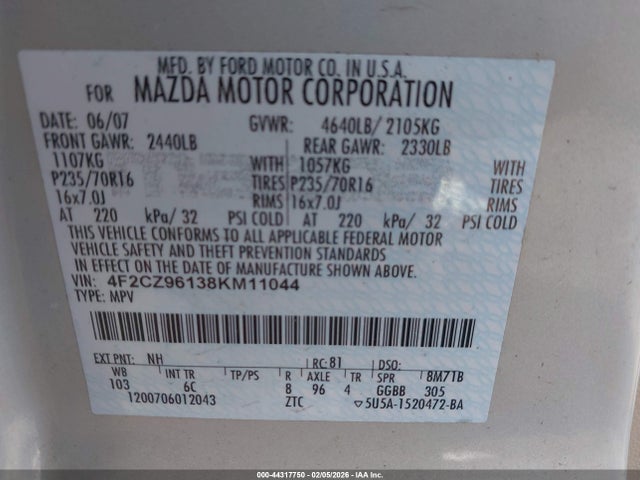 MFD. BY FORD MOTOR CO. IN U.S.A.
FOR MAZDA MOTOR CORPORATION
DATE: 06/07 GVWR: 4640LB/ 2105KG
FRONT GAWR: 2440LB REAR GAWR: 2330LB
1107KG WITH 1057KG WITH
P235/70R16 TIRES P235/70R16 TIRES
16x7.0J RIMS 16x7.0J RIMS
AT 220 kPa/ 32 PSI COLD AT 220 kPa/ 32 PSI COLD
THIS VEHICLE CONFORMS TO ALL APPLICABLE FEDERAL MOTOR
VEHICLE SAFETY AND THEFT PREVENTION STANDARDS
IN EFFECT ON THE DATE OF MANUFACTURE SHOWN ABOVE.
VIN: 4F2CZ96138KM11044
TYPE: MPV
EXT PNT: NH RC: 81 DSO:
WB INT TR TP/PS R AXLE TR SPR 8M71B
103 6C 8 96 4 GGBB 305
1200706012043 ZTC ▽5U5A-1520472-BA
000-44317750 - 02/05/2026 - IAAI Inc.